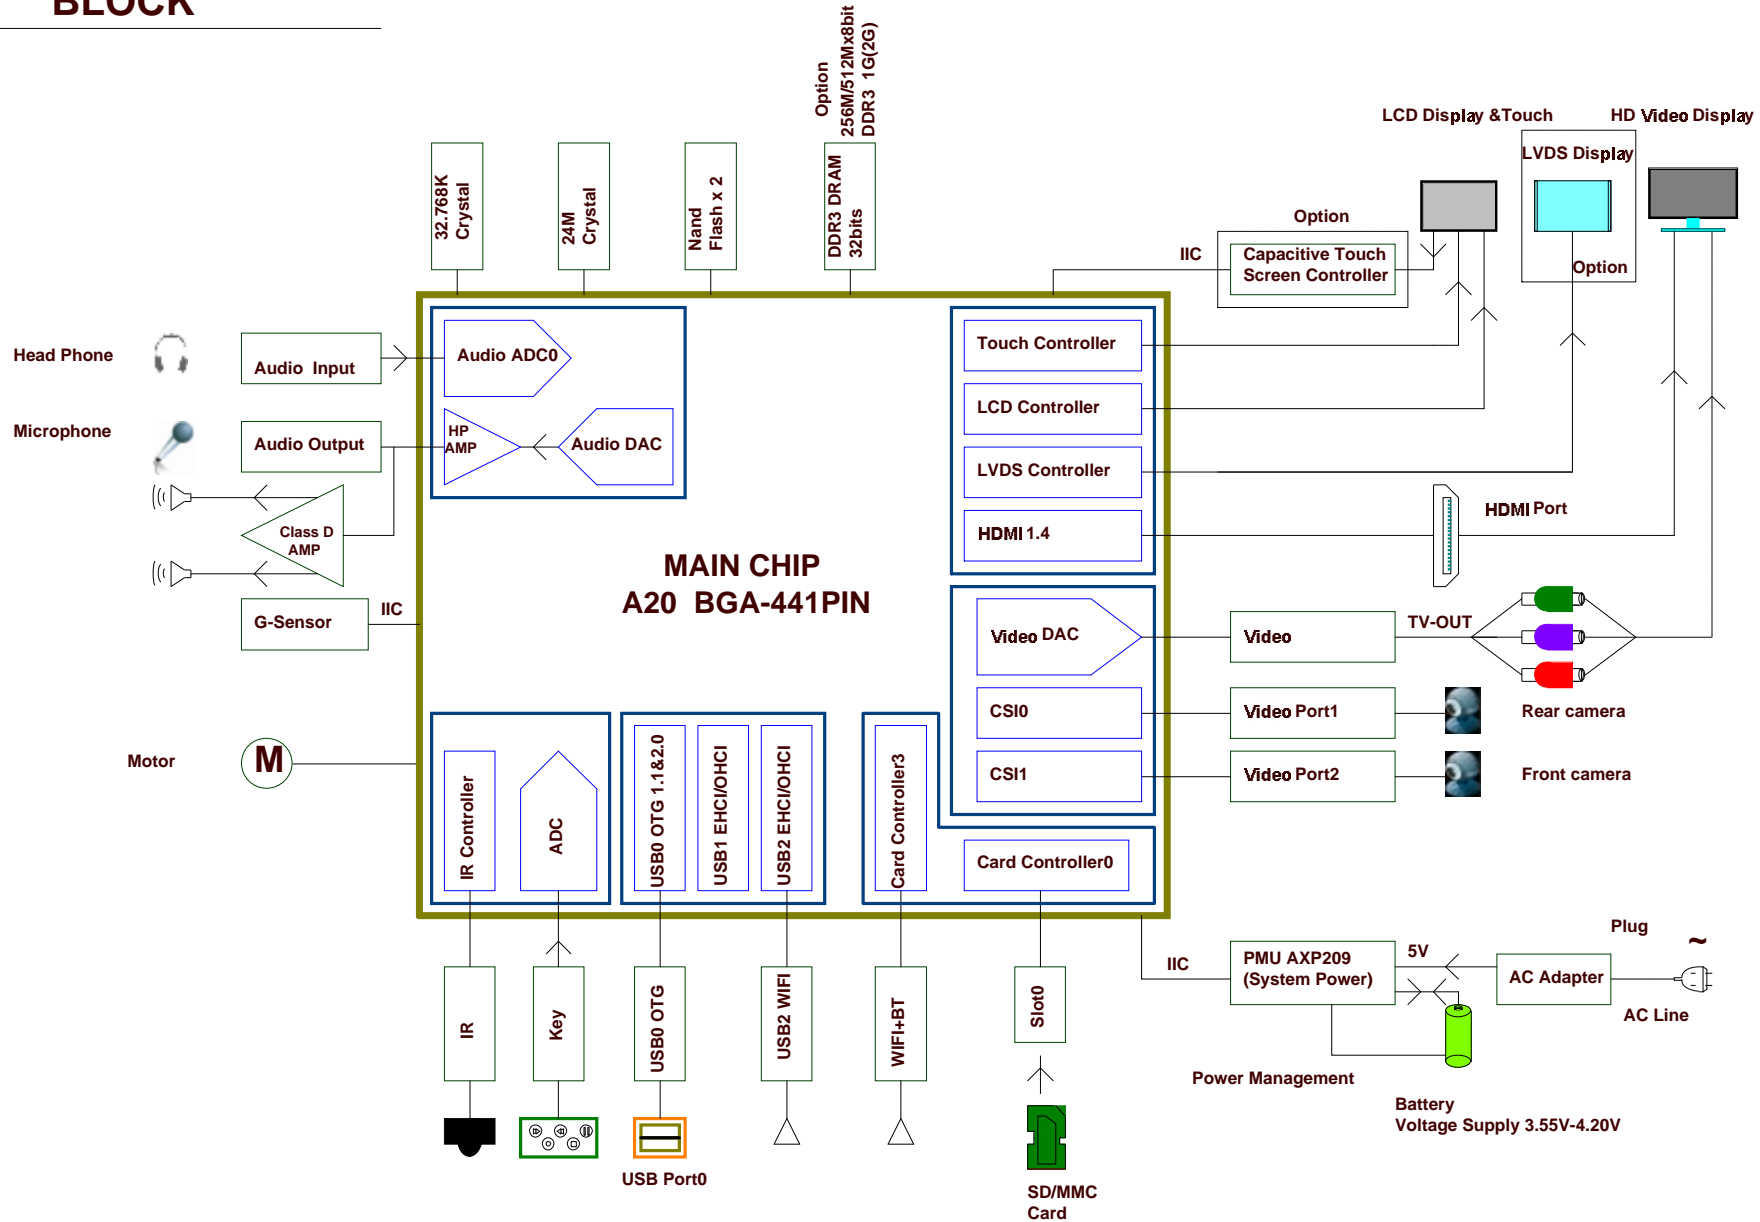 BLOCK
Option
256M/512Mx8bit
DDR3 1G(2G)
32.768K
Crystal
24M
Crystal
Nand
Flash x 2
DDR3 DRAM
32bits
LCD Display &Touch
HD Video Display
LVDS Display
Option
Option
IIC
Capacitive Touch
Screen Controller
Head Phone
Audio Input
Audio ADC0
Microphone
Audio Output
HP
AMP
Audio DAC
Class D
AMP
G-Sensor
IIC
Motor
M
MAIN CHIP
A20 BGA-441PIN
Touch Controller
LCD Controller
LVDS Controller
HDMI 1.4
HDMI Port
Video DAC
Video
TV-OUT
CSI0
Video Port1
Rear camera
CSI1
Video Port2
Front camera
IR Controller
ADC
USB0 OTG 1.1&2.0
USB1 EHCI/OHCI
USB2 EHCI/OHCI
Card Controller3
Card Controller0
IR
Key
USB0 OTG
USB2 WIFI
WIFI+BT
Slot0
IIC
PMU AXP209
(System Power)
5V
AC Adapter
Plug
~
AC Line
Power Management
Battery
Voltage Supply 3.55V-4.20V
USB Port0
SD/MMC
Card